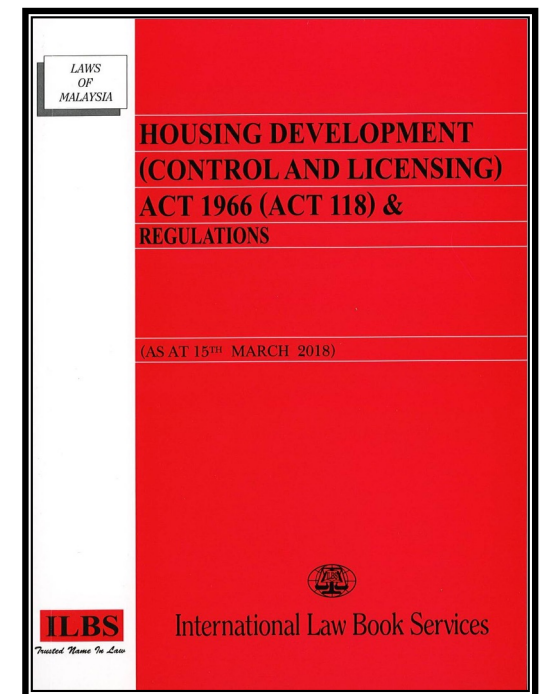 LAWS
OF
MALAYSIA
HOUSING DEVELOPMENT
(CONTROL AND LICENSING)
ACT 1966 (ACT 118) &
REGULATIONS
(AS AT 15TH MARCH 2018)
ILBS
Trusted Name In Law
International Law Book Services